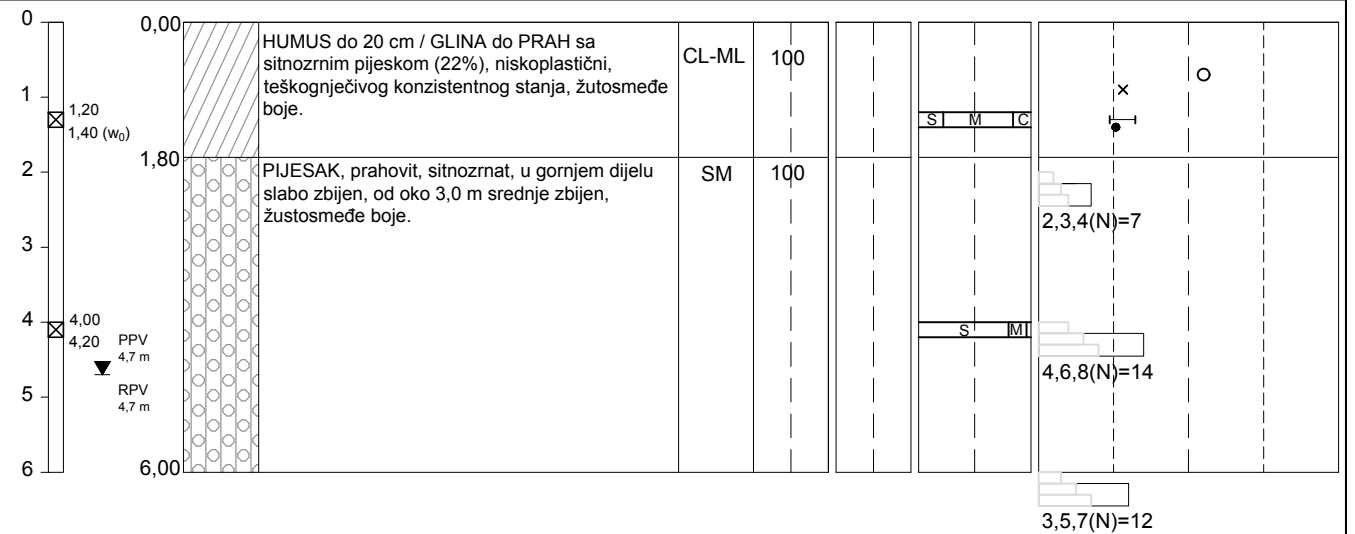 0
0,00
HUMUS do 20 cm / GLINA do PRAH sa
sitnozrnim pijeskom (22%), niskoplastični,
teškognječivog konzistentnog stanja, žutosmeđe
boje.
CL-ML
100
1
1,20
1,40 (w0)
S
M
C
1,80
2
PIJESAK, prahovit, sitnozrnat, u gornjem dijelu
slabo zbijen, od oko 3,0 m srednje zbijen,
žustosmeđe boje.
SM
100
2,3,4(N)=7
3
4
4,00
4,20
PPV
4,7 m
RPV
4,7 m
S
M
4,6,8(N)=14
5
6
6,00
3,5,7(N)=12